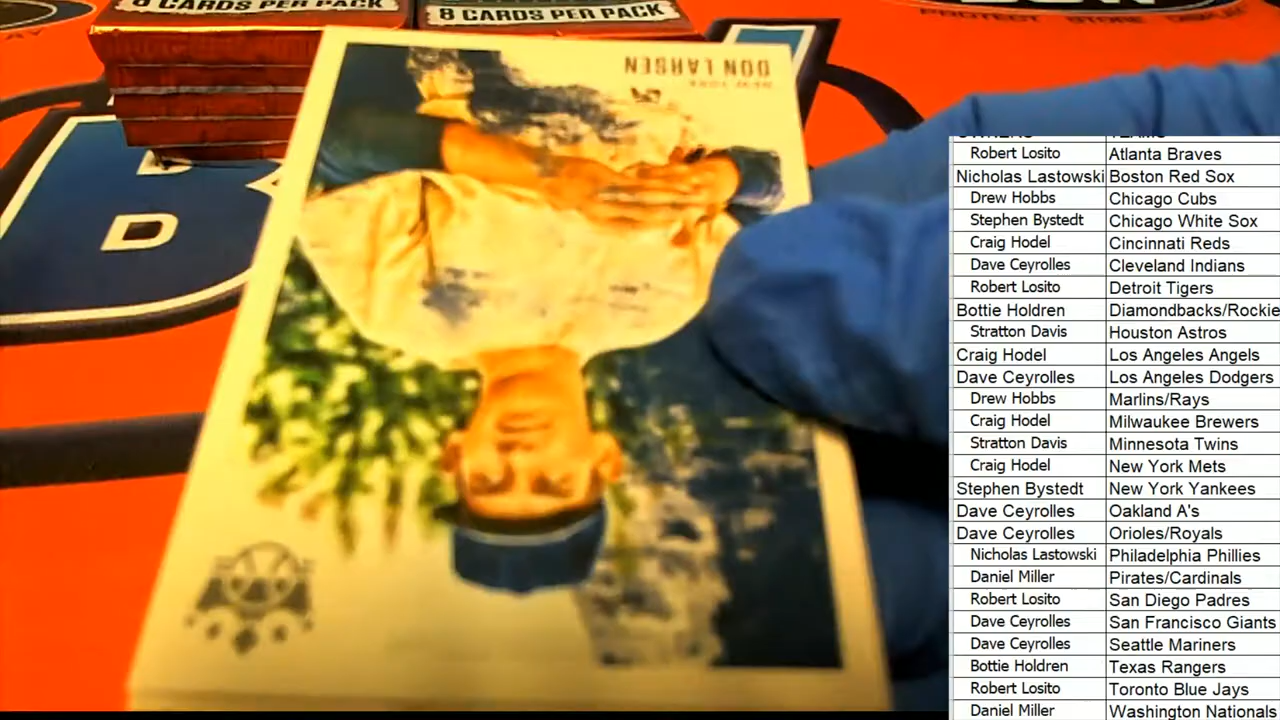 8 CARDS PER PACK
8 CARDS PER PACK
PROTECT STORE
D
NEW YORK
DON LARSEN
OWNERS TEAMS
Robert Losito Atlanta Braves
Nicholas Lastowski Boston Red Sox
Drew Hobbs Chicago Cubs
Stephen Bystedt Chicago White Sox
Craig Hodel Cincinnati Reds
Dave Ceyrolles Cleveland Indians
Robert Losito Detroit Tigers
Bottie Holdren Diamondbacks/Rockie
Stratton Davis Houston Astros
Craig Hodel Los Angeles Angels
Dave Ceyrolles Los Angeles Dodgers
Drew Hobbs Marlins/Rays
Craig Hodel Milwaukee Brewers
Stratton Davis Minnesota Twins
Craig Hodel New York Mets
Stephen Bystedt New York Yankees
Dave Ceyrolles Oakland A's
Dave Ceyrolles Orioles/Royals
Nicholas Lastowski Philadelphia Phillies
Daniel Miller Pirates/Cardinals
Robert Losito San Diego Padres
Dave Ceyrolles San Francisco Giants
Dave Ceyrolles Seattle Mariners
Bottie Holdren Texas Rangers
Robert Losito Toronto Blue Jays
Daniel Miller Washington Nationals